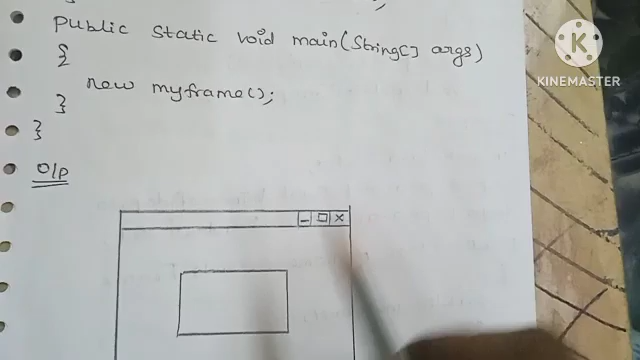 public static void main(String[] args)
{
new myframe();
}
}
O/p
KINEMASTER